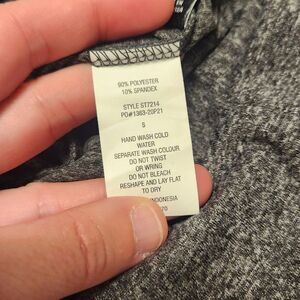 90% POLYESTER
10% SPANDEX
STYLE ST7214
PO#1363-20P21
S
HAND WASH COLD
WATER
SEPARATE WASH COLOUR
DO NOT TWIST
OR WRING
DO NOT BLEACH
RESHAPE AND LAY FLAT
TO DRY
INDONESIA